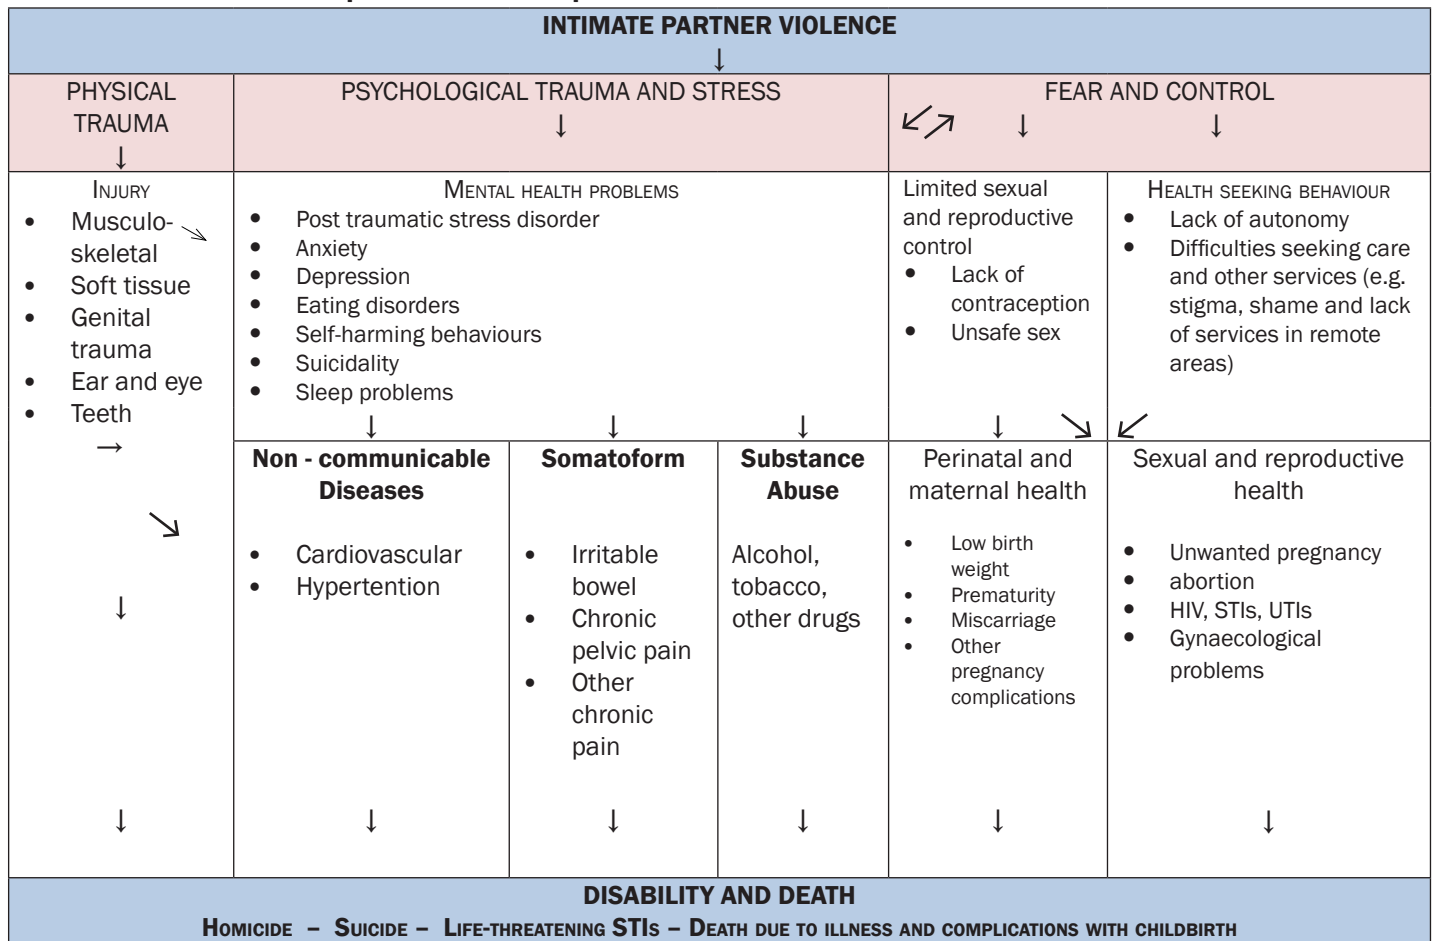 INTIMATE PARTNER VIOLENCE
↓
PHYSICAL
TRAUMA
↓
PSYCHOLOGICAL TRAUMA AND STRESS
↓
FEAR AND CONTROL
↙↗ ↓ ↓
INJURY
• Musculo-
skeletal
• Soft tissue
• Genital
trauma
• Ear and eye
• Teeth
MENTAL HEALTH PROBLEMS
• Post traumatic stress disorder
• Anxiety
• Depression
• Eating disorders
• Self-harming behaviours
• Suicidality
• Sleep problems
Limited sexual
and reproductive
control
• Lack of
contraception
• Unsafe sex
HEALTH SEEKING BEHAVIOUR
• Lack of autonomy
• Difficulties seeking care
and other services (e.g.
stigma, shame and lack
of services in remote
areas)
Non - communicable
Diseases
• Cardiovascular
• Hypertention
Somatoform
• Irritable
bowel
• Chronic
pelvic pain
• Other
chronic
pain
Substance
Abuse
Alcohol,
tobacco,
other drugs
Perinatal and
maternal health
• Low birth
weight
• Prematurity
• Miscarriage
• Other
pregnancy
complications
Sexual and reproductive
health
• Unwanted pregnancy
• abortion
• HIV, STIs, UTIs
• Gynaecological
problems
DISABILITY AND DEATH
HOMICIDE – SUICIDE – LIFE-THREATENING STIs – DEATH DUE TO ILLNESS AND COMPLICATIONS WITH CHILDBIRTH